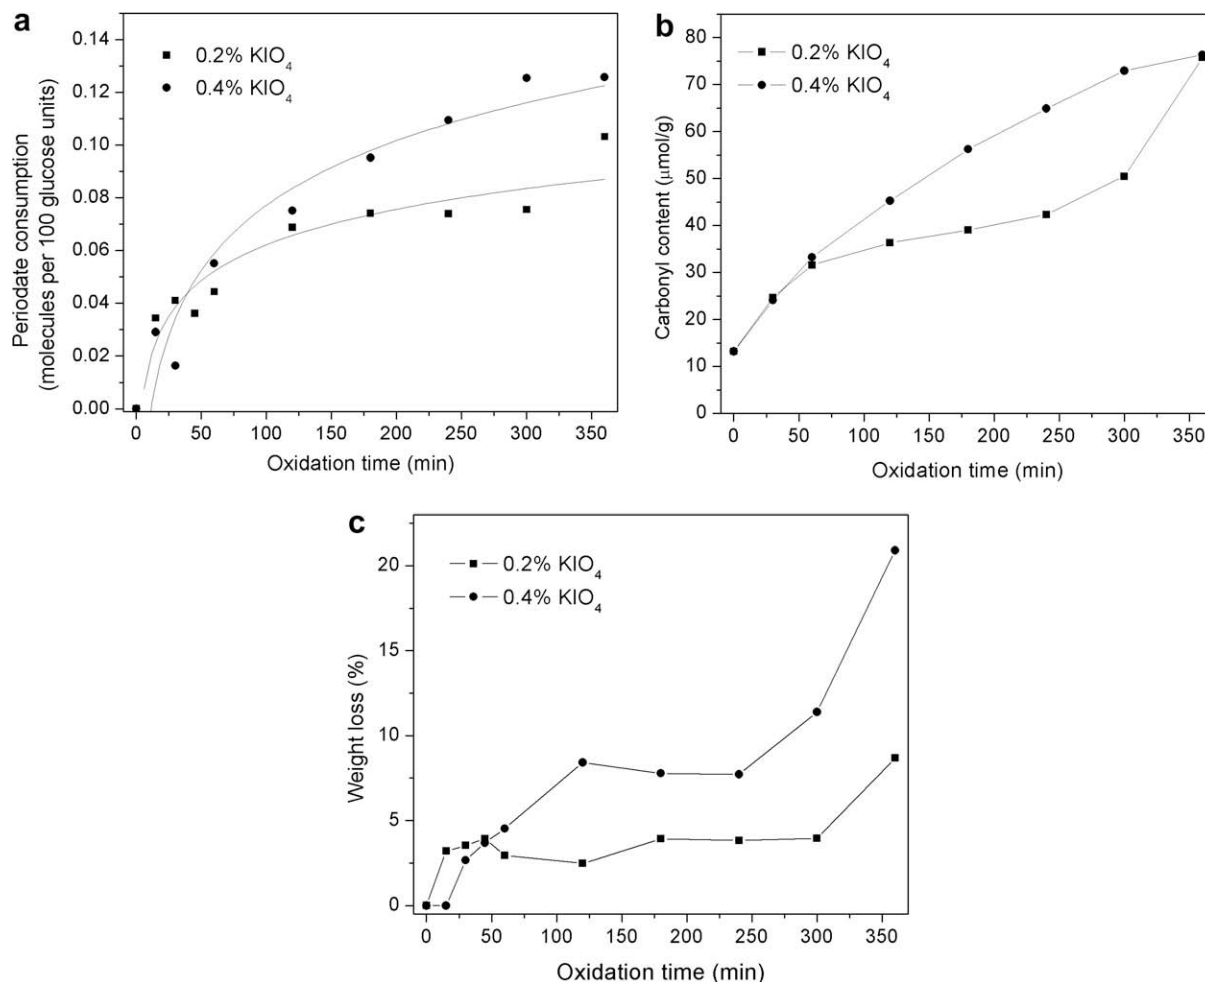 a
0.14
0.12
0.10
0.08
0.06
0.04
0.02
0.00
Periodate consumption
(molecules per 100 glucose units)
0.2% KIO₄
0.4% KIO₄
0 50 100 150 200 250 300 350
Oxidation time (min)
b
80
70
60
50
40
30
20
10
0
Carbonyl content (μmol/g)
0.2% KIO₄
0.4% KIO₄
0 50 100 150 200 250 300 350
Oxidation time (min)
c
20
15
10
5
0
Weight loss (%)
0.2% KIO₄
0.4% KIO₄
0 50 100 150 200 250 300 350
Oxidation time (min)